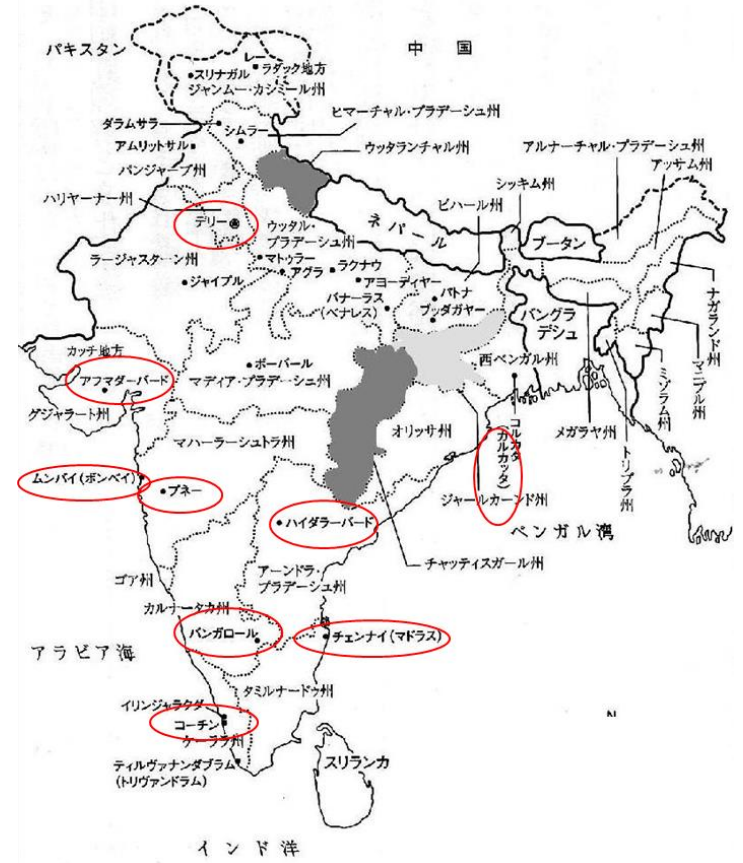 パキスタン
中国
レー
スリナガル
ラダック地方
ジャンムー・カシミール州
ダラムサラ
シムラー
ヒマーチャル・プラデーシュ州
アムリットサル
ウッタランチャル州
アルナーチャル・プラデーシュ州
パンジャーブ州
アッサム州
シッキム州
ハリヤーナー州
ビハール州
デリー
ネパール
ウッタル・
プラデーシュ州
ブータン
ラージャスターン州
マトゥラー
アグラ
ラクナウ
ジャイプル
アヨーディヤー
パトナ
ブッダガヤー
バナーラス
(ベナレス)
バングラ
デシュ
ナガランド州
マニプル州
ミゾラム州
トリプラ州
メガラヤ州
カッチ地方
アフマダーバード
グジャラート州
ボーパール
マディア・プラデーシュ州
西ベンガル州
コルカタ
(カルカッタ)
オリッサ州
マハーラーシュトラ州
ムンバイ(ボンベイ)
プネー
ジャールカーンド州
ハイダラーバード
ベンガル湾
チャッティスガール州
ゴア州
アーンドラ・
プラデーシュ州
カルナータカ州
バンガロール
チェンナイ(マドラス)
アラビア海
タミルナードゥ州
イリンジャラクダ
コーチン
ケーララ州
ティルヴァナンダプラム
(トリヴァンドラム)
スリランカ
インド洋